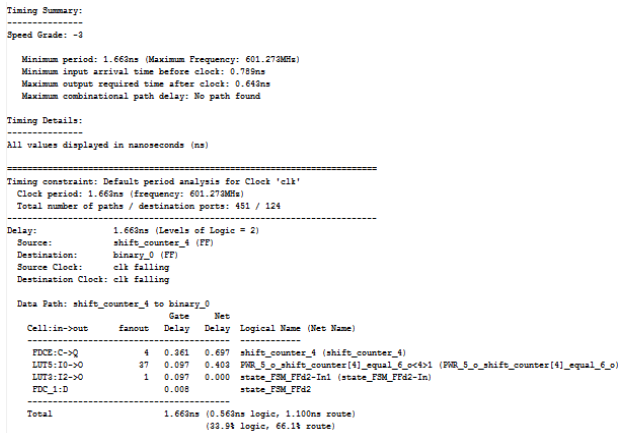 Timing Summary:
---------------
Speed Grade: -3

   Minimum period: 1.663ns (Maximum Frequency: 601.273MHz)
   Minimum input arrival time before clock: 0.789ns
   Maximum output required time after clock: 0.643ns
   Maximum combinational path delay: No path found

Timing Details:
---------------
All values displayed in nanoseconds (ns)

=========================================================================
Timing constraint: Default period analysis for Clock 'clk'
  Clock period: 1.663ns (frequency: 601.273MHz)
  Total number of paths / destination ports: 451 / 124
-------------------------------------------------------------------------
Delay:               1.663ns (Levels of Logic = 2)
  Source:            shift_counter_4 (FF)
  Destination:       binary_0 (FF)
  Source Clock:      clk falling
  Destination Clock: clk falling

  Data Path: shift_counter_4 to binary_0
                                Gate     Net
    Cell:in->out      fanout   Delay   Delay  Logical Name (Net Name)
    ----------------------------------------  ------------
     FDCE:C->Q             4   0.361   0.697  shift_counter_4 (shift_counter_4)
     LUT5:I0->O           37   0.097   0.403  PWR_5_o_shift_counter[4]_equal_6_o<4>1 (PWR_5_o_shift_counter[4]_equal_6_o)
     LUT3:I2->O            1   0.097   0.000  state_FSM_FFd2-In1 (state_FSM_FFd2-In)
     FDC_1:D                   0.008          state_FSM_FFd2
    ----------------------------------------
    Total                      1.663ns (0.563ns logic, 1.100ns route)
                                       (33.9% logic, 66.1% route)